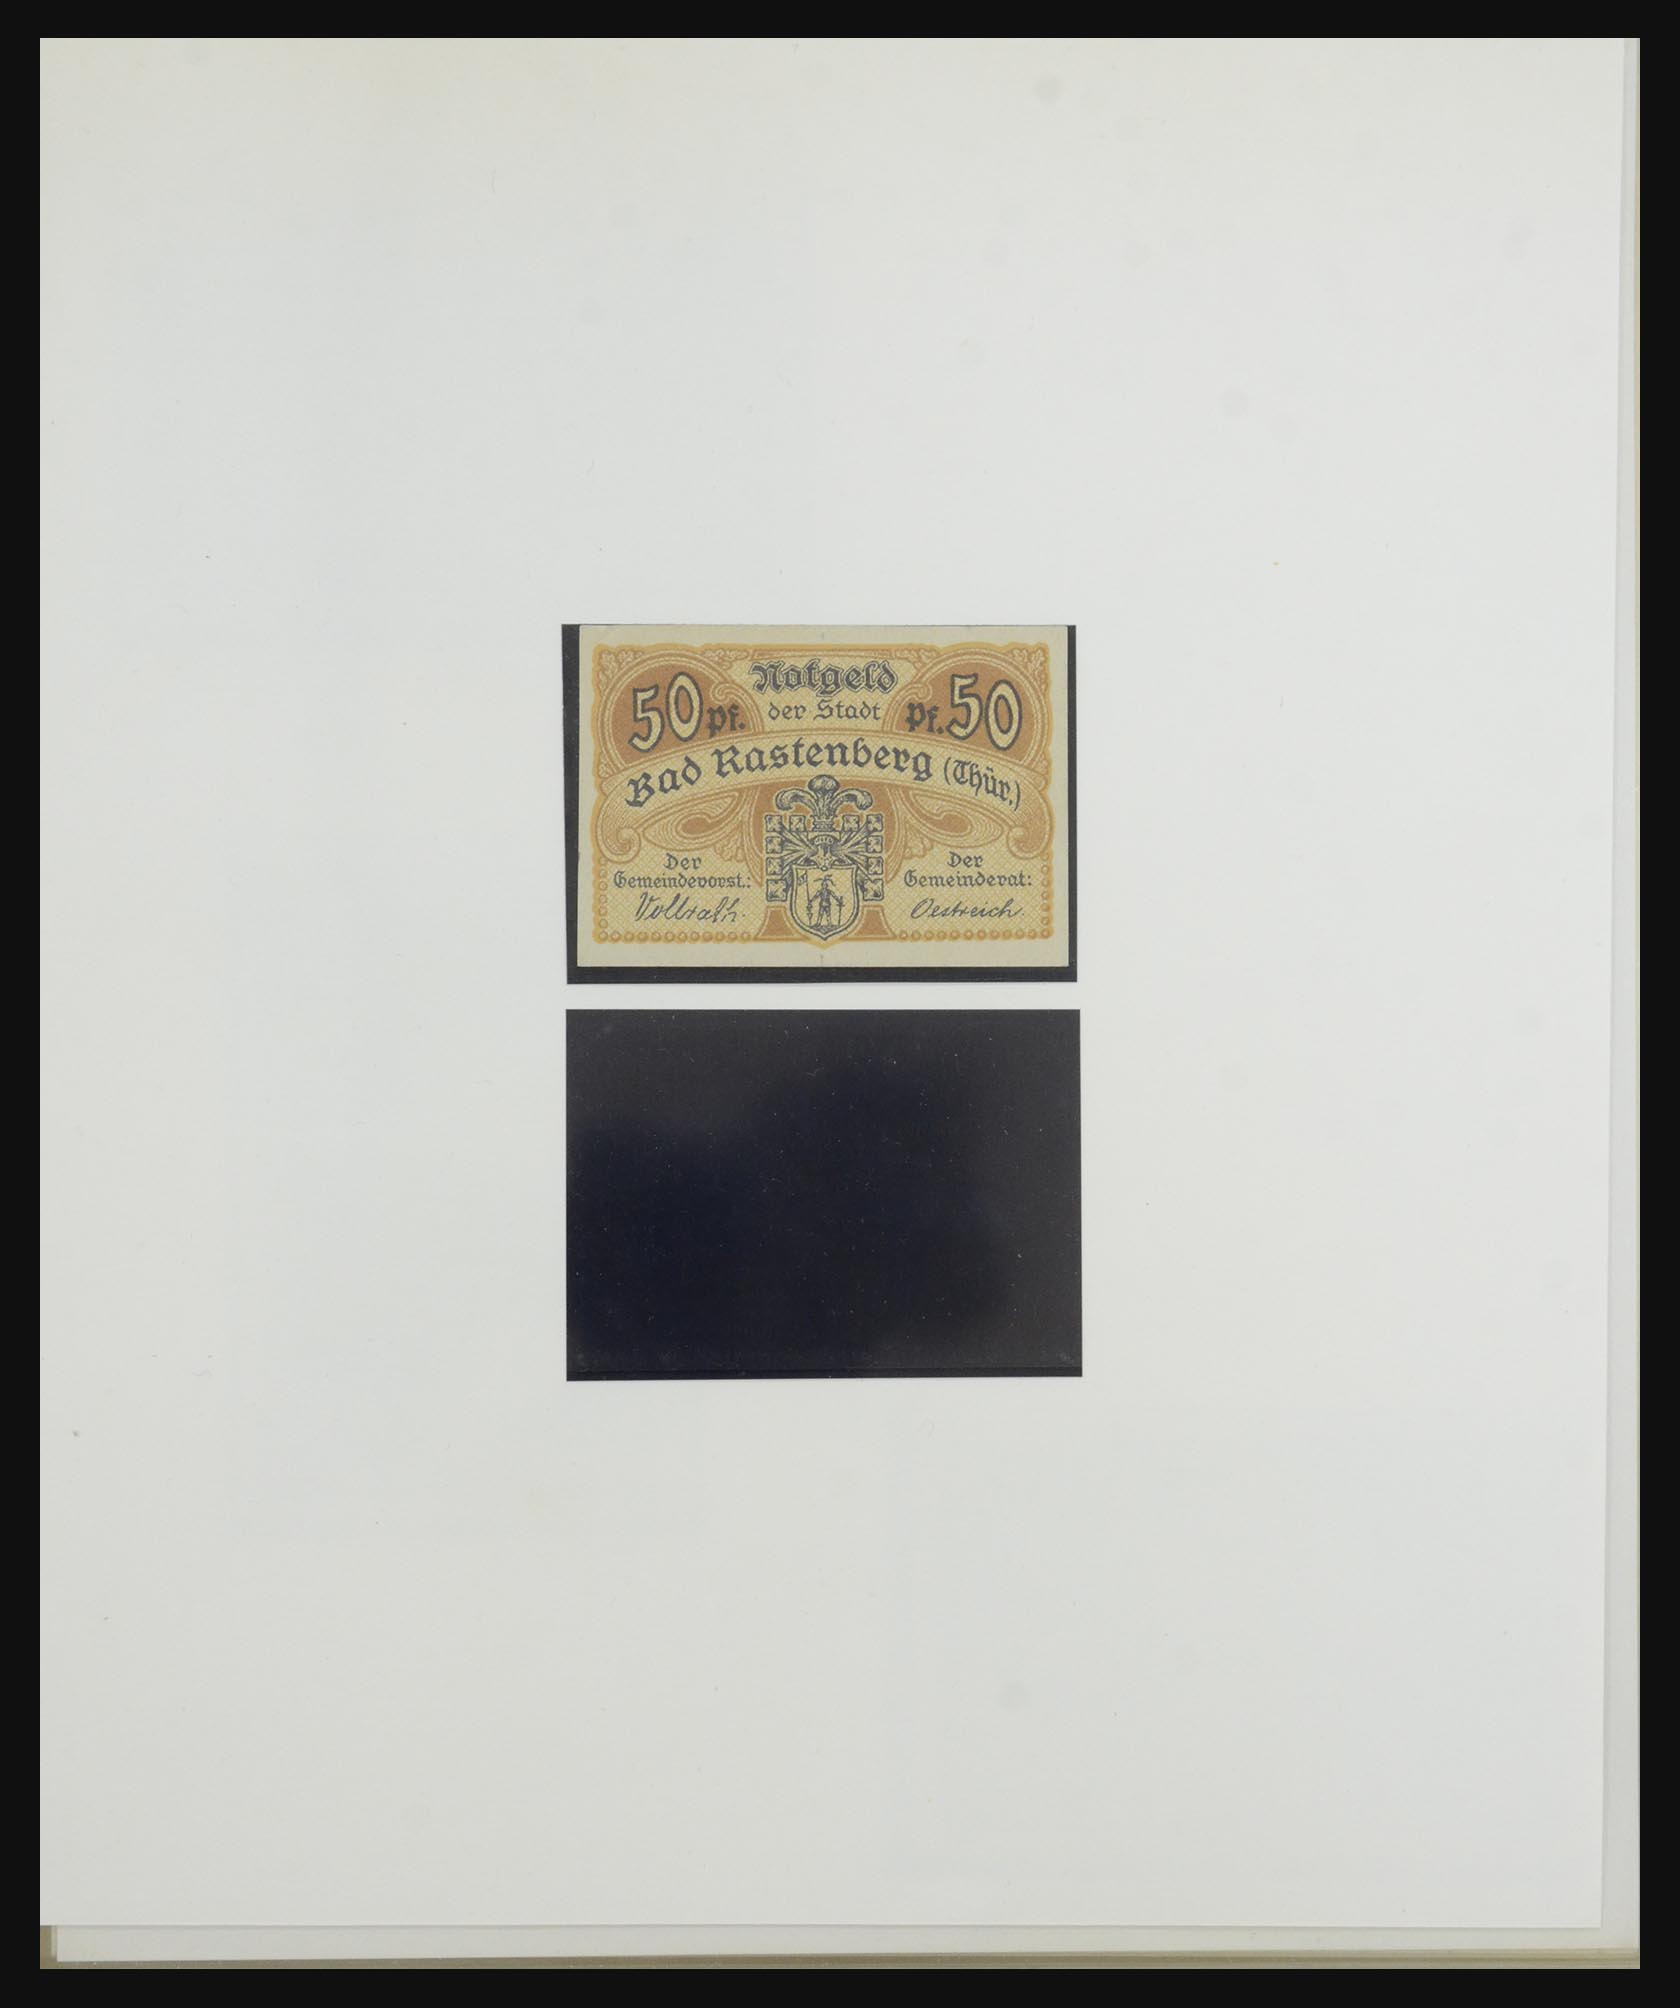 Notgeld
50 pf. der Stadt pf. 50
Bad Rastenberg (Thür.)
Der
Gemeindevorst.:
Vollrath.
Der
Gemeinderat:
Oestreich.